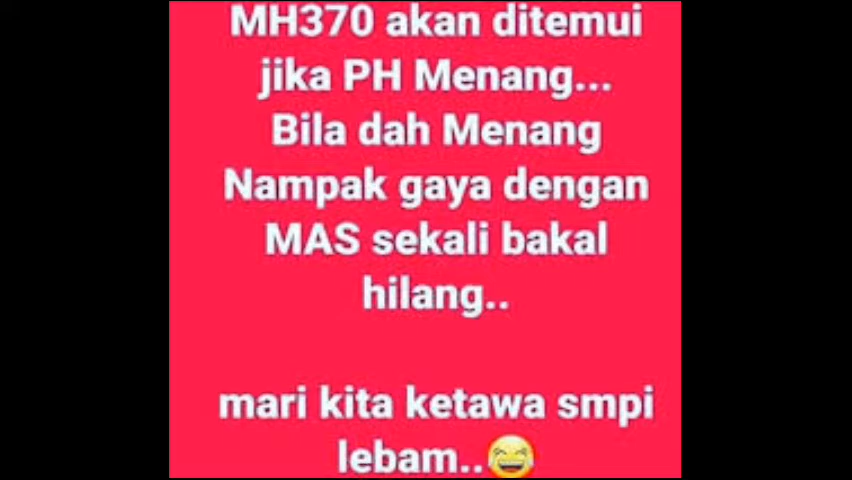 MH370 akan ditemui
jika PH Menang...
Bila dah Menang
Nampak gaya dengan
MAS sekali bakal
hilang..
mari kita ketawa smpi
lebam..😂